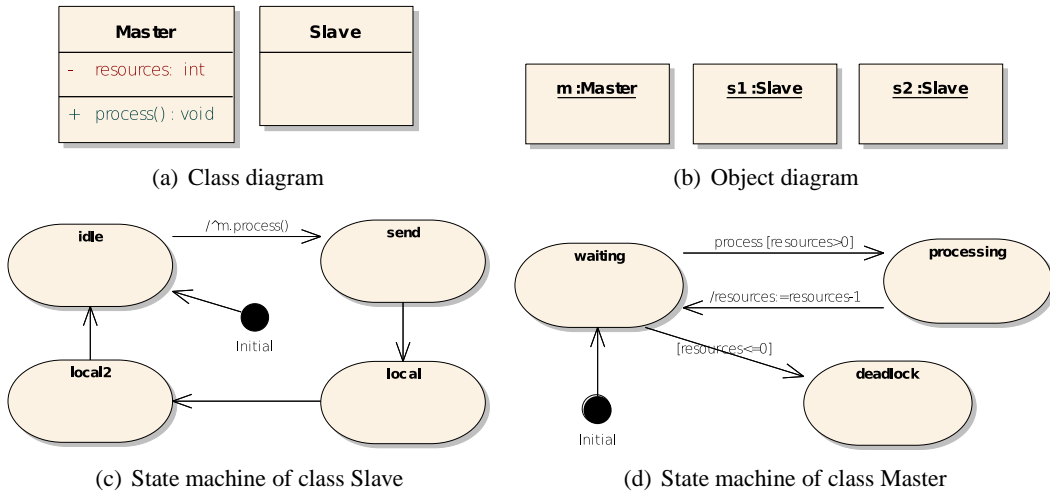 Master
- resources: int
+ process() : void
Slave
m :Master
s1 :Slave
s2 :Slave
(a) Class diagram
(b) Object diagram
idle
/^m.process()
send
Initial
local2
local
waiting
process [resources>0]
processing
/resources:=resources-1
[resources<=0]
deadlock
Initial
(c) State machine of class Slave
(d) State machine of class Master